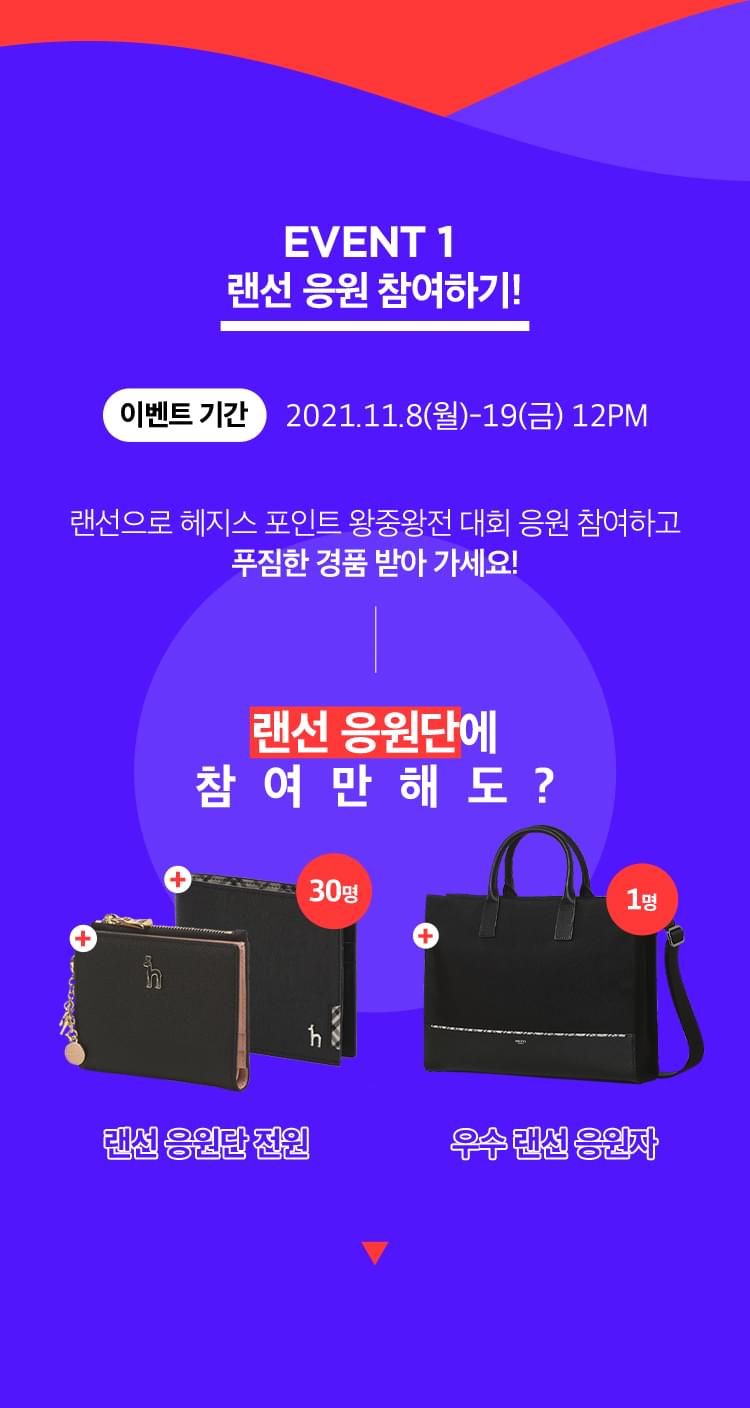 EVENT 1
랜선 응원 참여하기!
이벤트 기간 2021.11.8(월)-19(금) 12PM
랜선으로 헤지스 포인트 왕중왕전 대회 응원 참여하고
푸짐한 경품 받아 가세요!
랜선 응원단에
참여만해도?
30명
1명
랜선 응원단 전원
우수 랜선 응원자